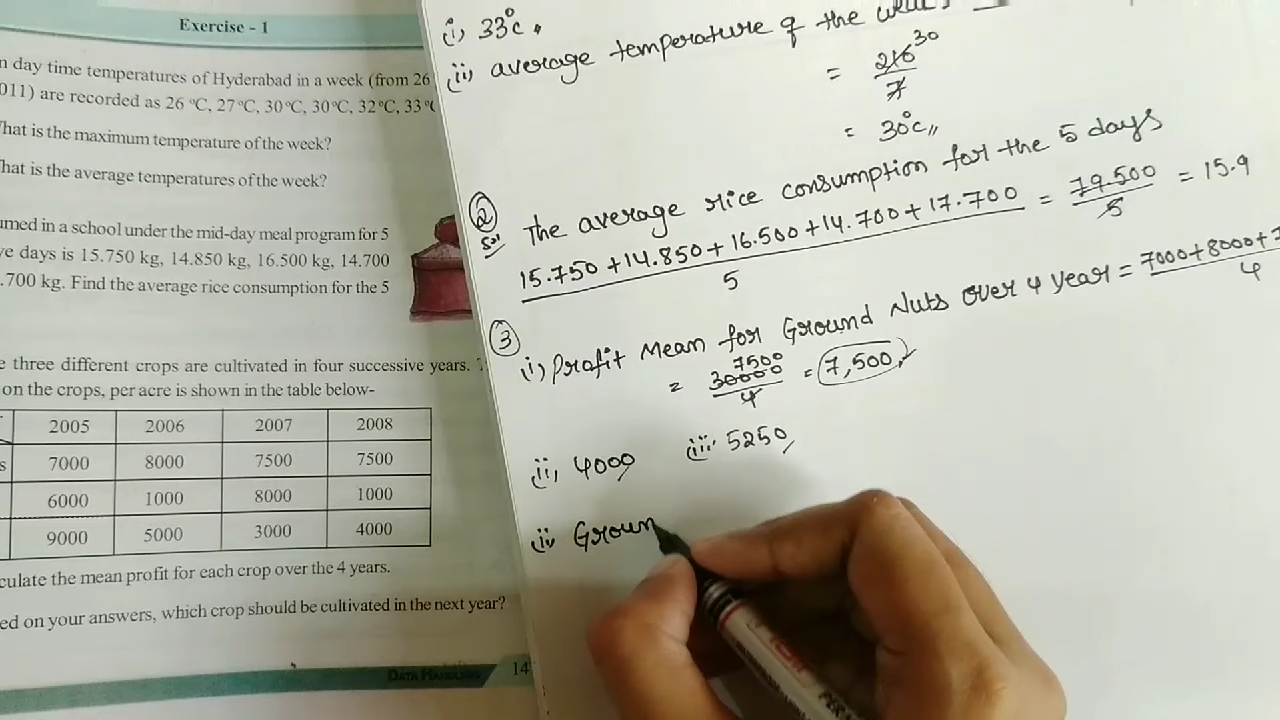 Exercise - 1
n day time temperatures of Hyderabad in a week (from 26
011) are recorded as 26 °C, 27°C, 30°C, 30°C, 32°C, 33°C
hat is the maximum temperature of the week?
hat is the average temperatures of the week?
umed in a school under the mid-day meal program for 5
ve days is 15.750 kg, 14.850 kg, 16.500 kg, 14.700
.700 kg. Find the average rice consumption for the 5
e three different crops are cultivated in four successive years.
on the crops, per acre is shown in the table below-
2005 2006 2007 2008
s 7000 8000 7500 7500
6000 1000 8000 1000
9000 5000 3000 4000
culate the mean profit for each crop over the 4 years.
ed on your answers, which crop should be cultivated in the next year?
DATA HANDLING 14
(i) 33°C.
(ii) average temperature of the
= 210 30
7
= 30°C,,
② The average rice consumption for the 5 days
Sol
15.750 + 14.850 + 16.500 + 14.700 + 17.700 = 79.500 = 15.9
5 5
③
(i) Profit Mean for Ground Nuts over 4 year = 7000+8000+7
4
= 30000 7500 = 7,500
4
(ii) 4000 (iii) 5250
(ii Groun